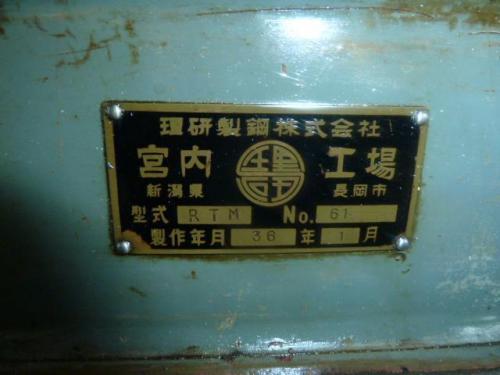 理研製鋼株式会社
宮内 工場
新潟県 長岡市
型式 RTM No. 61
製作年月 36 年 1 月